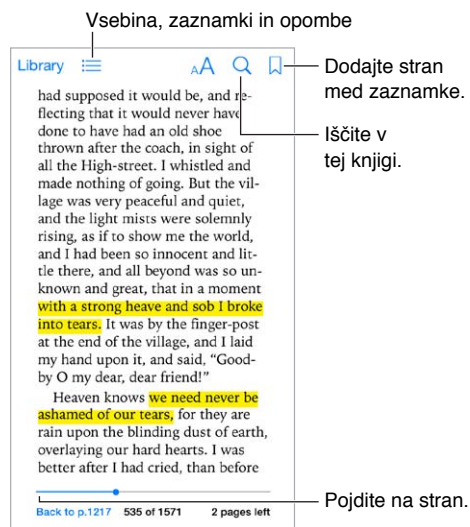 Vsebina, zaznamki in opombe
Library
AA
Dodajte stran
med zaznamke.
Iščite v
tej knjigi.
had supposed it would be, and re-
flecting that it would never have
done to have had an old shoe
thrown after the coach, in sight of
all the High-street. I whistled and
made nothing of going. But the vil-
lage was very peaceful and quiet,
and the light mists were solemnly
rising, as if to show me the world,
and I had been so innocent and lit-
tle there, and all beyond was so un-
known and great, that in a moment
with a strong heave and sob I broke
into tears. It was by the finger-post
at the end of the village, and I laid
my hand upon it, and said, “Good-
by O my dear, dear friend!”
Heaven knows we need never be
ashamed of our tears, for they are
rain upon the blinding dust of earth,
overlaying our hard hearts. I was
better after I had cried, than before
Pojdite na stran.
Back to p.1217 535 of 1571 2 pages left